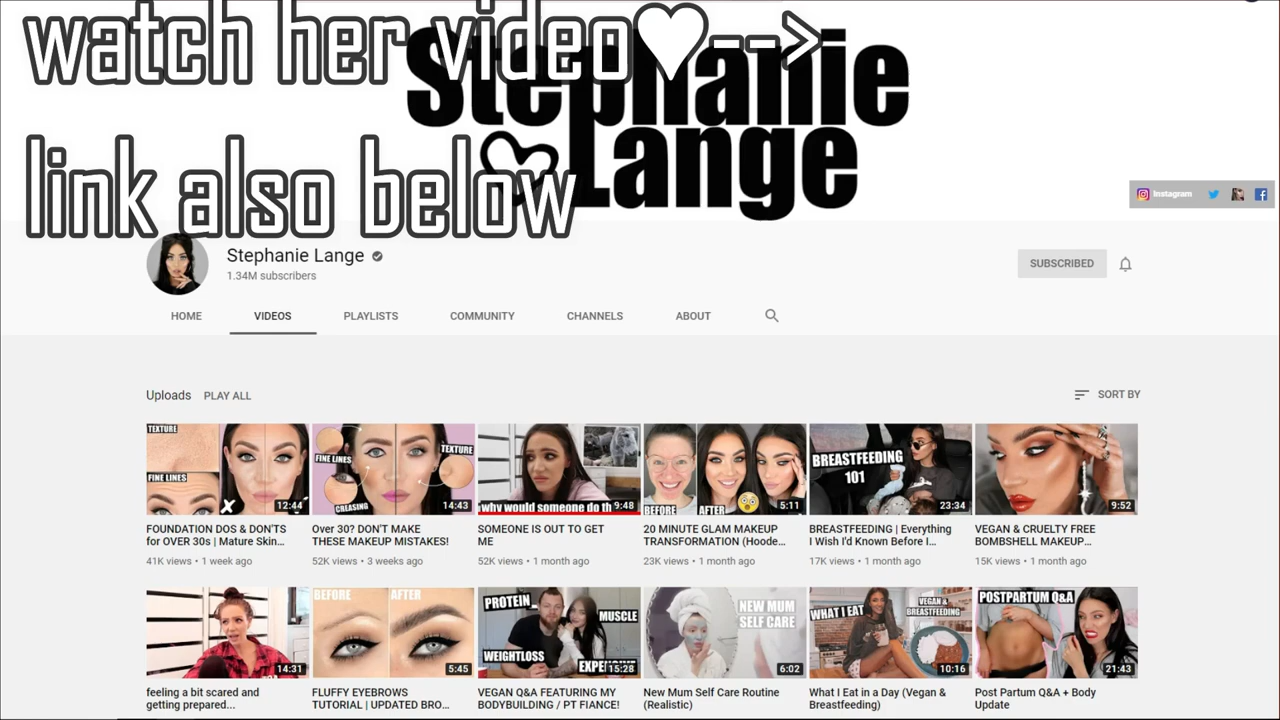 watch her video♥-->
Stephanie
Lange
link also below
Instagram
Stephanie Lange
1.34M subscribers
SUBSCRIBED
HOME VIDEOS PLAYLISTS COMMUNITY CHANNELS ABOUT
Uploads PLAY ALL
SORT BY
TEXTURE
FINE LINES
12:44
FOUNDATION DOS & DON'TS
for OVER 30s | Mature Skin...
41K views • 1 week ago
FINE LINES
TEXTURE
CREASING
14:43
Over 30? DON'T MAKE
THESE MAKEUP MISTAKES!
52K views • 3 weeks ago
why would someone do th
9:48
SOMEONE IS OUT TO GET
ME
52K views • 1 month ago
BEFORE AFTER
5:11
20 MINUTE GLAM MAKEUP
TRANSFORMATION (Hoode...
23K views • 1 month ago
BREASTFEEDING
101
23:34
BREASTFEEDING | Everything
I Wish I'd Known Before I...
17K views • 1 month ago
9:52
VEGAN & CRUELTY FREE
BOMBSHELL MAKEUP...
15K views • 1 month ago
14:31
feeling a bit scared and
getting prepared...
BEFORE AFTER
5:45
FLUFFY EYEBROWS
TUTORIAL | UPDATED BRO...
PROTEIN
MUSCLE
WEIGHTLOSS
EXPE
15:28
VEGAN Q&A FEATURING MY
BODYBUILDING / PT FIANCE!
NEW MUM
SELF CARE
6:02
New Mum Self Care Routine
(Realistic)
WHAT I EAT
VEGAN &
BREASTFEEDING
10:16
What I Eat in a Day (Vegan &
Breastfeeding)
POSTPARTUM Q&A
21:43
Post Partum Q&A + Body
Update